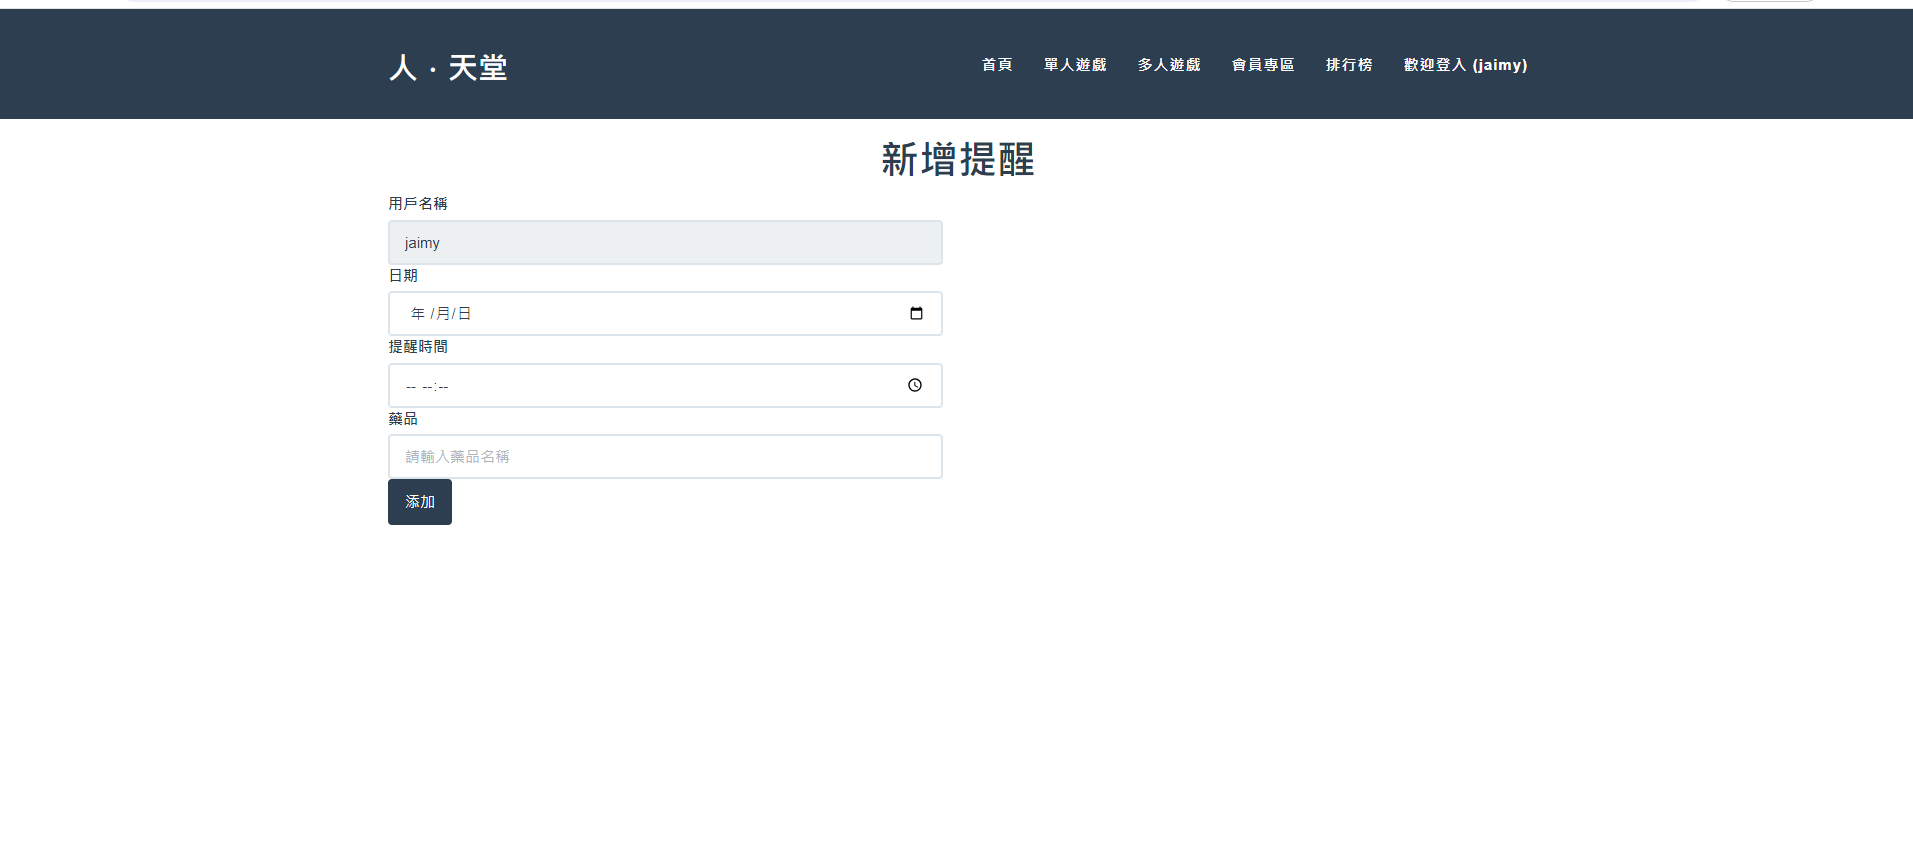 人 · 天堂
首頁 單人遊戲 多人遊戲 會員專區 排行榜 歡迎登入 (jaimy)
新增提醒
用戶名稱
jaimy
日期
年 /月/日
提醒時間
-- --:--
藥品
請輸入藥品名稱
添加